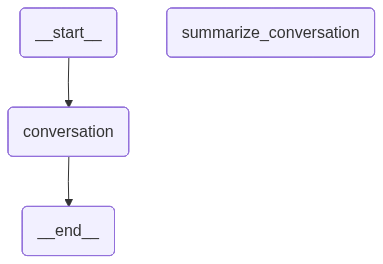 __start__
summarize_conversation
conversation
__end__